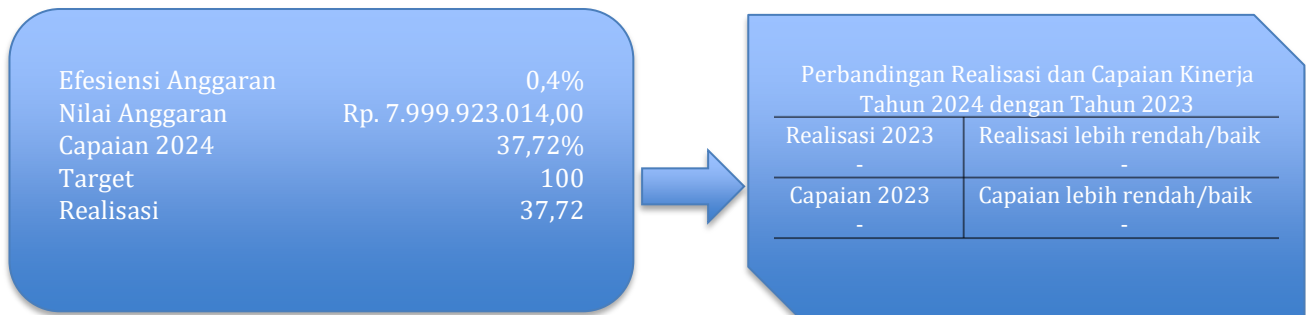 Efesiensi Anggaran 0,4%
Nilai Anggaran Rp. 7.999.923.014,00
Capaian 2024 37,72%
Target 100
Realisasi 37,72
Perbandingan Realisasi dan Capaian Kinerja
Tahun 2024 dengan Tahun 2023
Realisasi 2023 Realisasi lebih rendah/baik
- -
Capaian 2023 Capaian lebih rendah/baik
- -